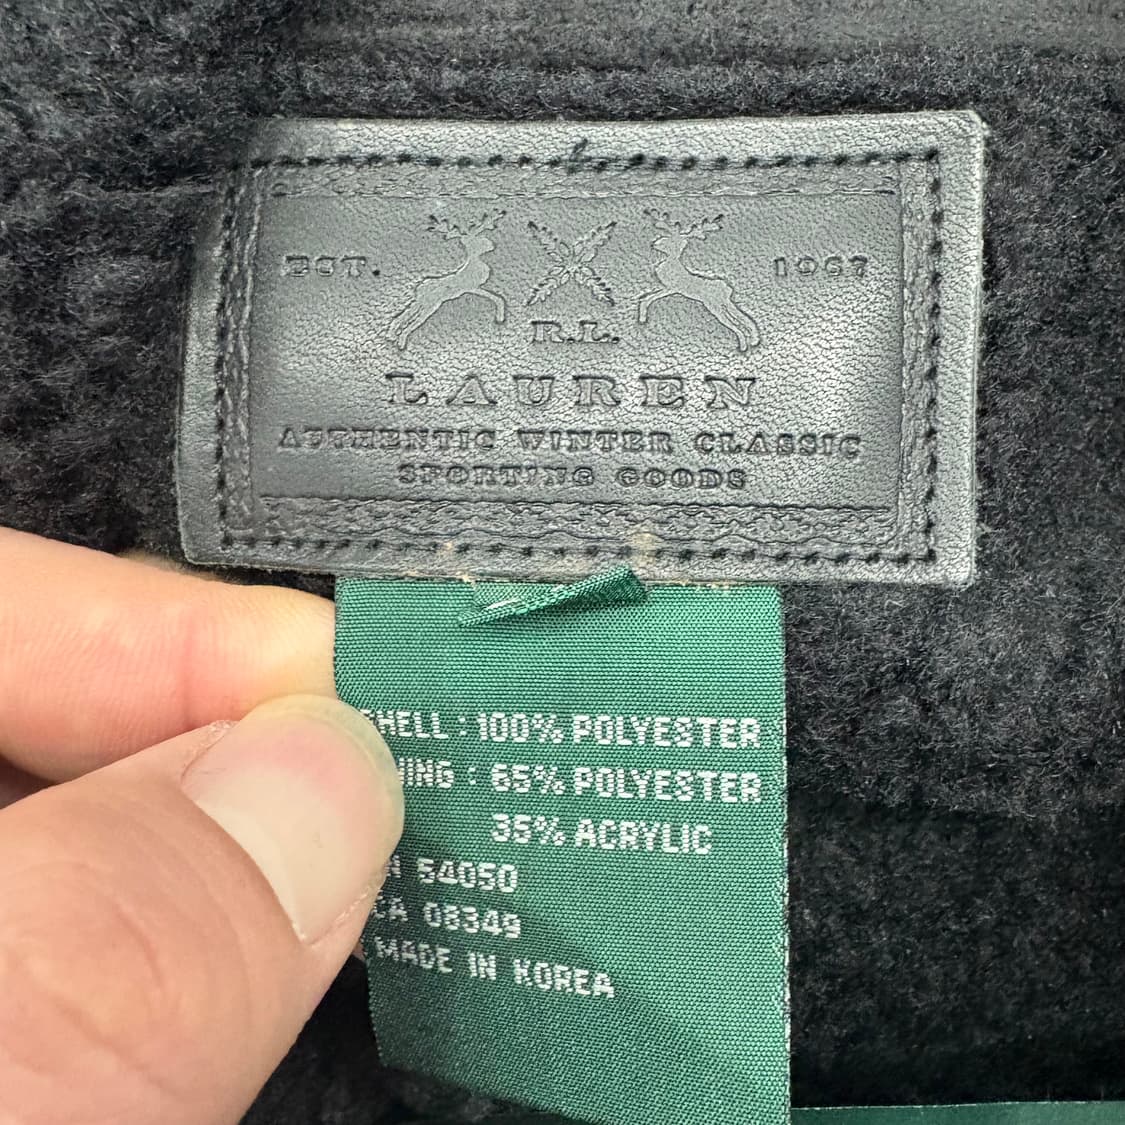 EST. 1967
R.L.
LAUREN
AUTHENTIC WINTER CLASSIC
SPORTING GOODS
HELL : 100% POLYESTER
NING : 65% POLYESTER
35% ACRYLIC
N 54050
CA 08349
MADE IN KOREA